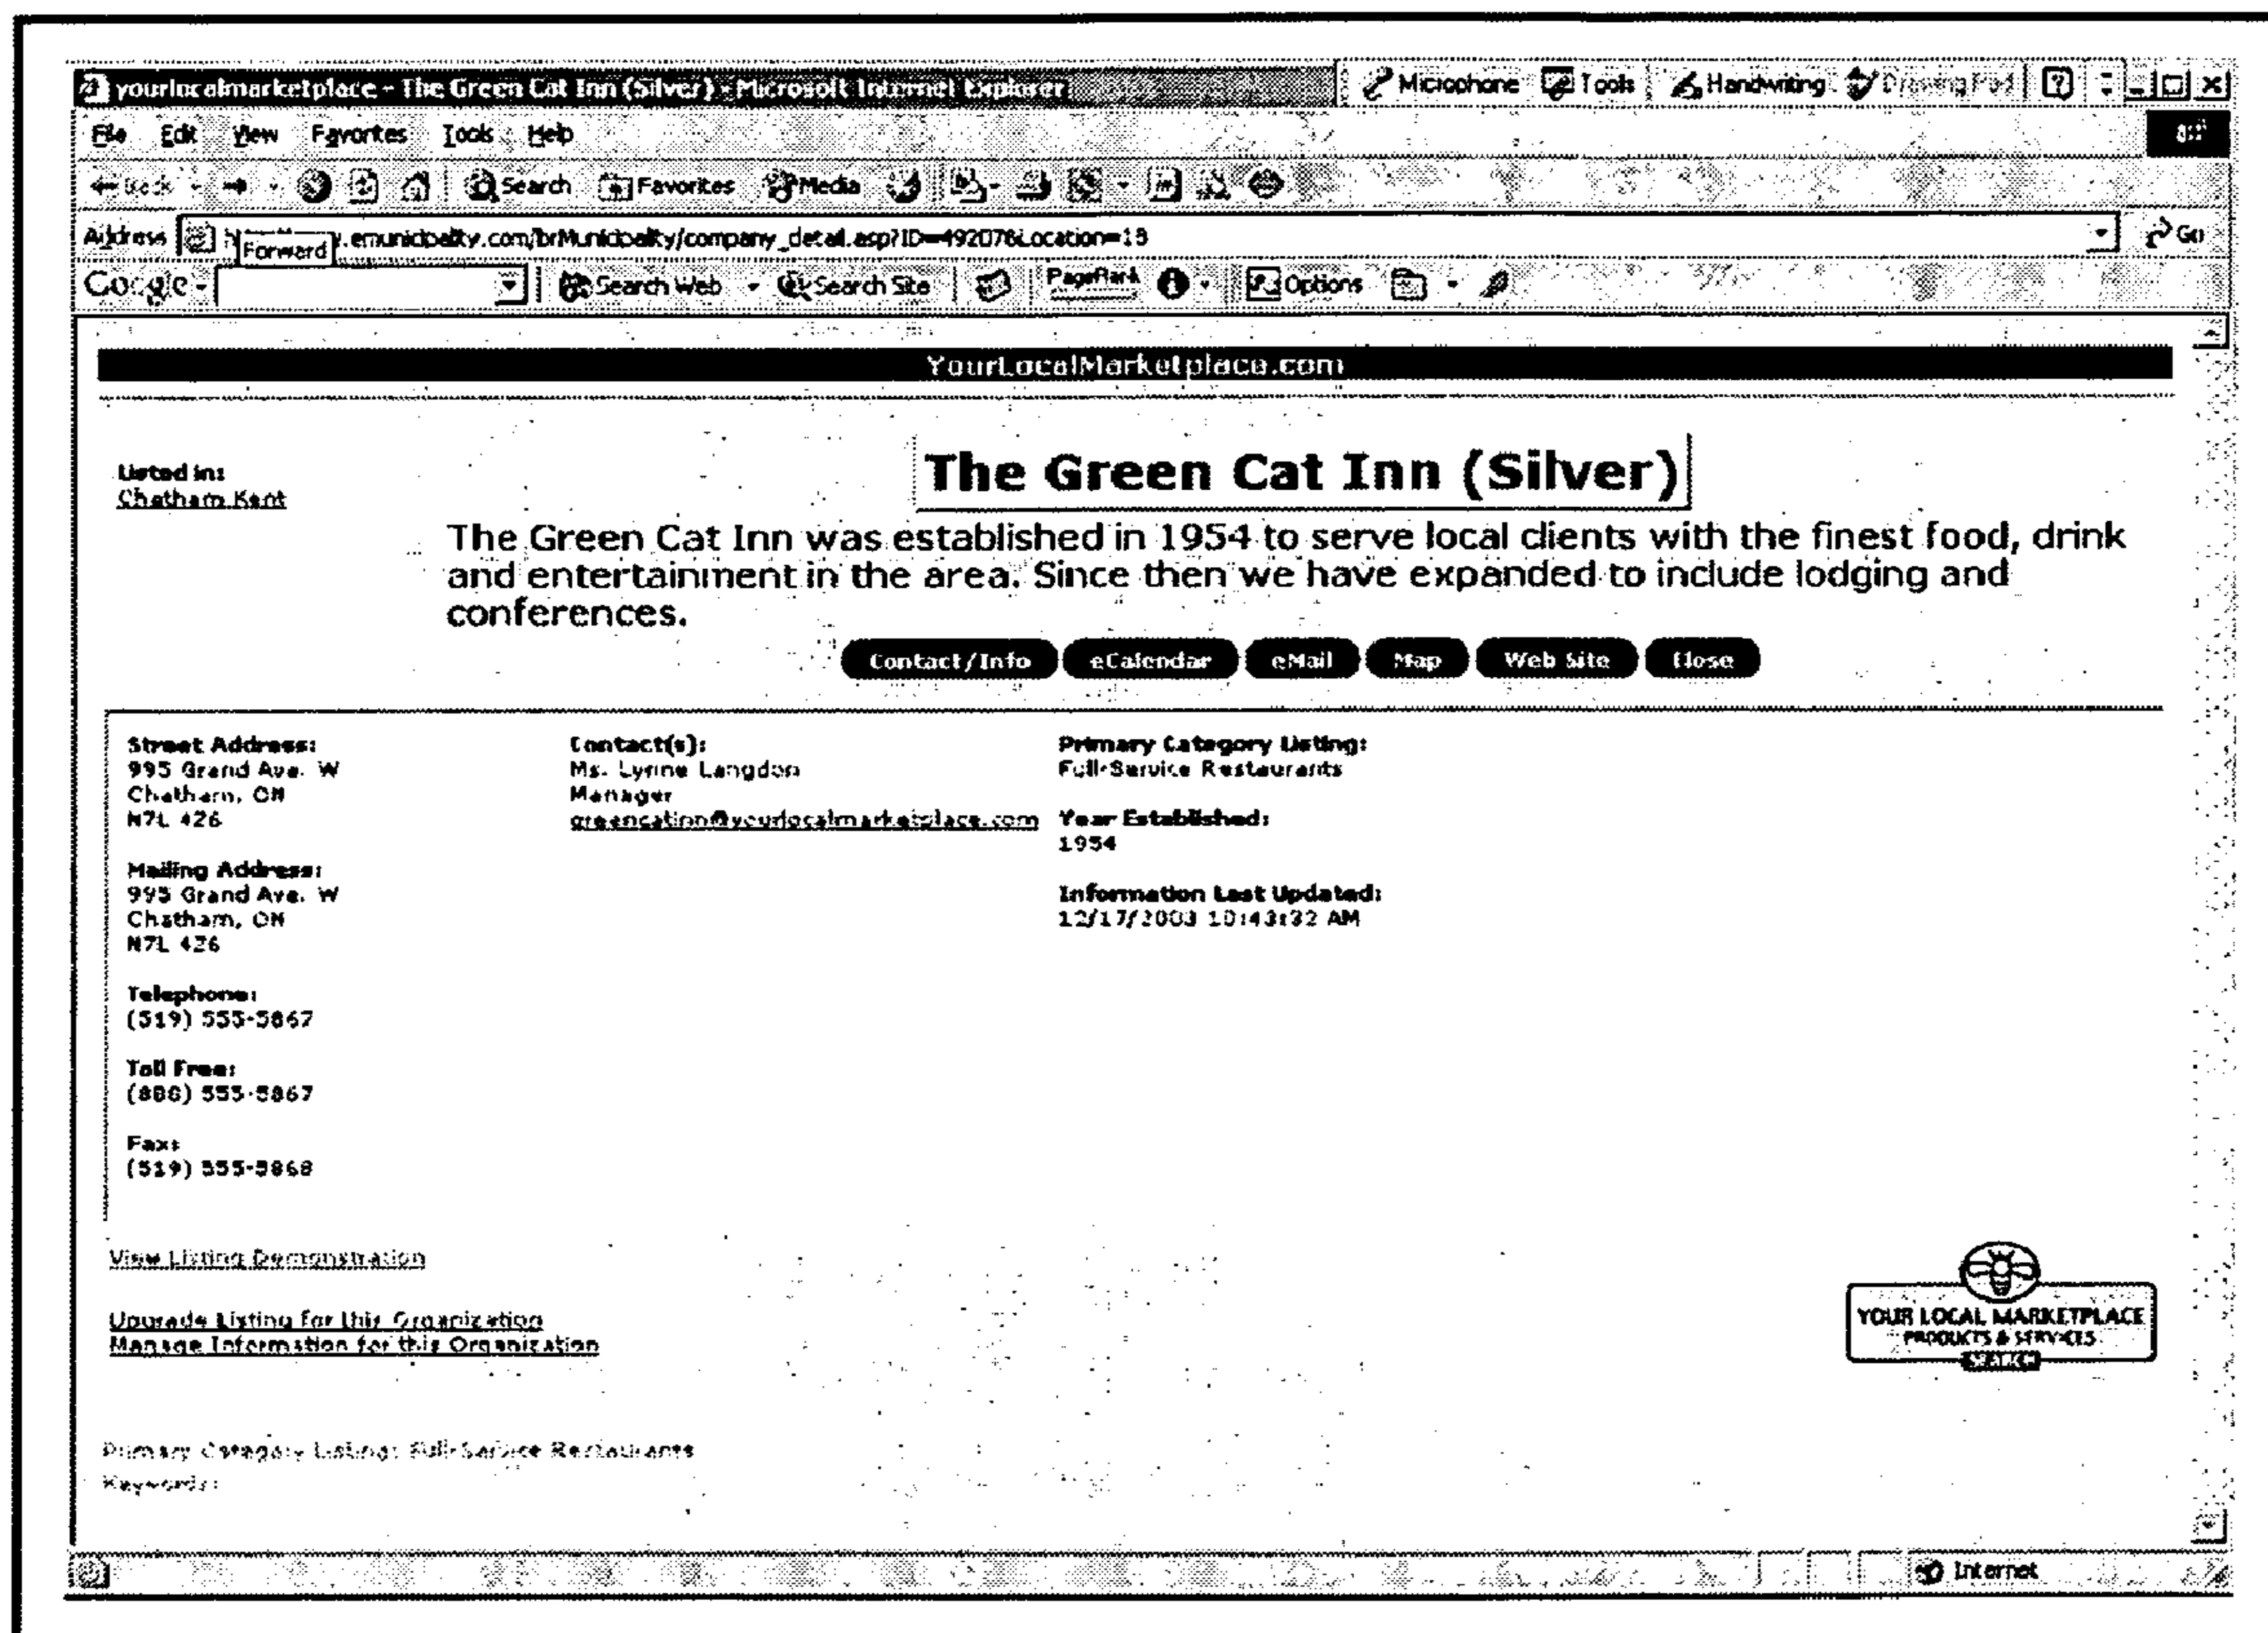 yourlocalmarketplace - The Green Cat Inn (Silver) - Microsoft Internet Explorer
Microphone Tools Handwriting Drawing Pad
File Edit View Favorites Tools Help
Back Search Favorites Media
Address .emunicipality.com/brMunicipality/company_detail.asp?ID=49207&Location=18 Go
Forward
Google Search Web Search Site PageRank Options
YourLocalMarketplace.com
Listed in:
Chatham Kent
The Green Cat Inn (Silver)
The Green Cat Inn was established in 1954 to serve local clients with the finest food, drink
and entertainment in the area. Since then we have expanded to include lodging and
conferences.
Contact/Info eCalendar eMail Map Web Site Close
Street Address:
995 Grand Ave. W
Chatham, ON
N7L
Mailing Address:
995 Grand Ave. W
Chatham, ON
N7L
Telephone:
(519) 555-5867
Toll Free:
(888) 555-5867
Fax:
(519) 555-5868
Contact(s):
Ms. Lynne Langdon
Manager
Primary Category Listing:
Full-Service Restaurants
Year Established:
1954
Information Last Updated:
12/17/2003 10:43:32 AM
View Listing Demonstration
Upgrade Listing for this Organization
Manage Information for this Organization
YOUR LOCAL MARKETPLACE
PRODUCTS & SERVICES
SEARCH
Primary Category Listing: Full-Service Restaurants
Keywords:
Internet